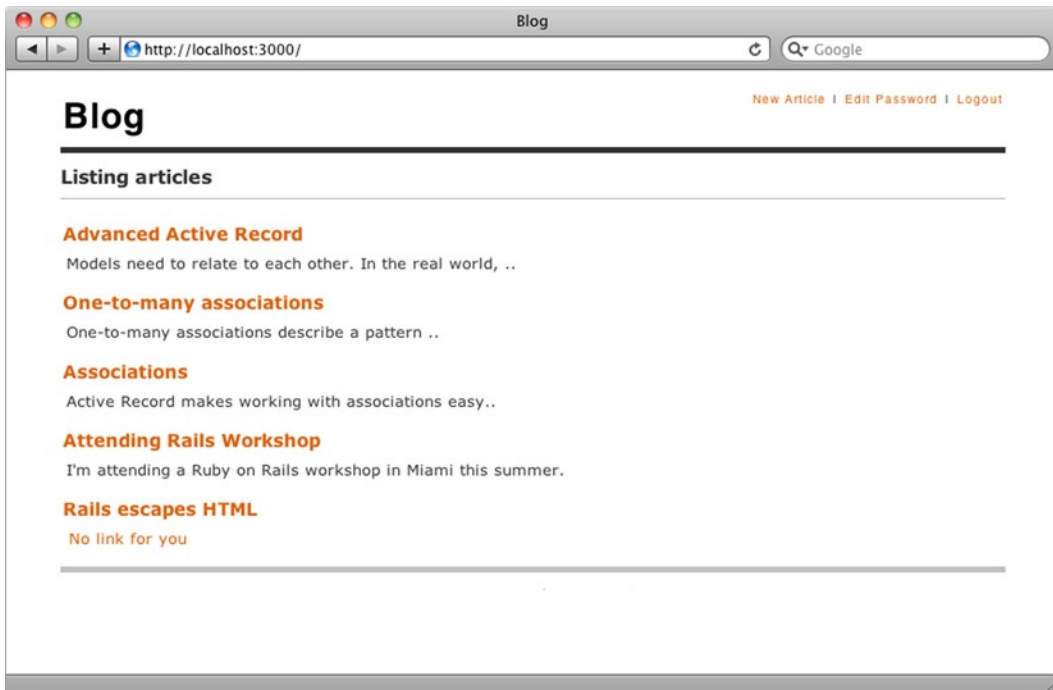 Blog
http://localhost:3000/
Google
New Article | Edit Password | Logout
Blog
Listing articles
Advanced Active Record
Models need to relate to each other. In the real world, ..
One-to-many associations
One-to-many associations describe a pattern ..
Associations
Active Record makes working with associations easy..
Attending Rails Workshop
I'm attending a Ruby on Rails workshop in Miami this summer.
Rails escapes HTML
No link for you